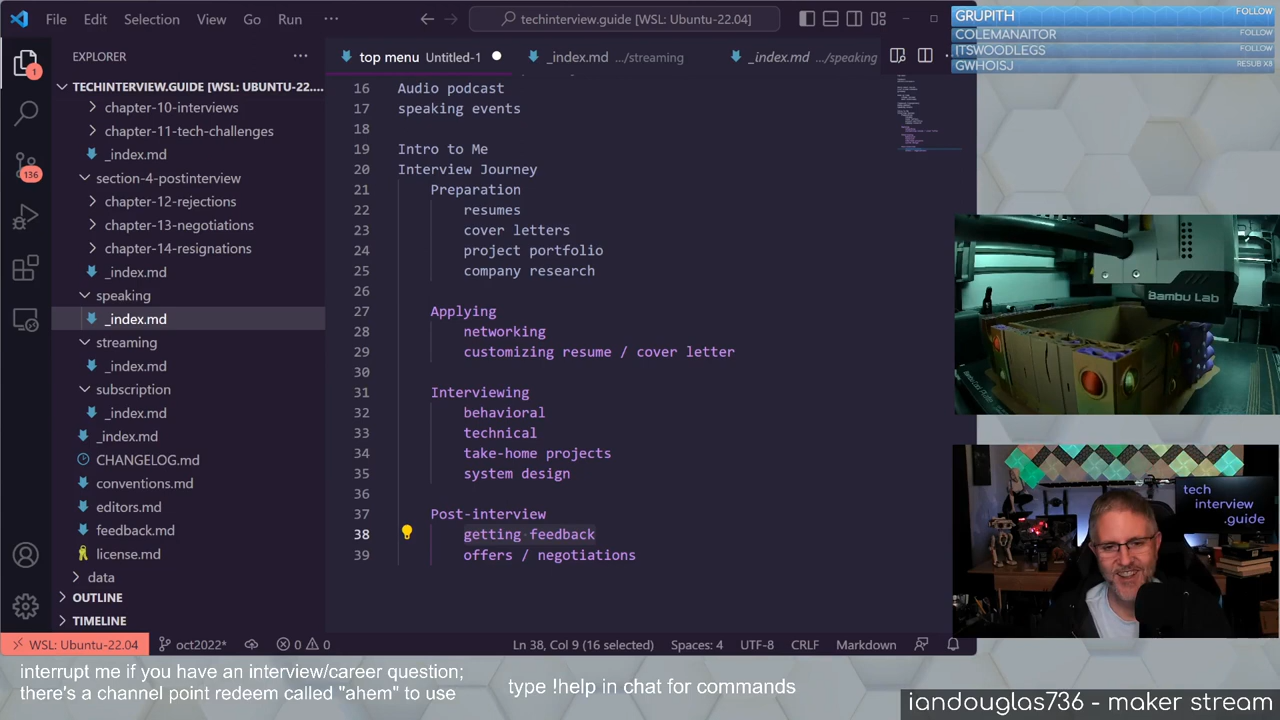 File Edit Selection View Go Run ···
techinterview.guide [WSL: Ubuntu-22.04]
EXPLORER
TECHINTERVIEW.GUIDE [WSL: UBUNTU-22....
chapter-10-interviews
chapter-11-tech-challenges
_index.md
section-4-postinterview
chapter-12-rejections
chapter-13-negotiations
chapter-14-resignations
_index.md
speaking
_index.md
streaming
_index.md
subscription
_index.md
_index.md
CHANGELOG.md
conventions.md
editors.md
feedback.md
license.md
data
OUTLINE
TIMELINE
1
136
top menu Untitled-1
_index.md .../streaming
_index.md .../speaking
16 Audio podcast
17 speaking events
18
19 Intro to Me
20 Interview Journey
21 Preparation
22 resumes
23 cover letters
24 project portfolio
25 company research
26
27 Applying
28 networking
29 customizing resume / cover letter
30
31 Interviewing
32 behavioral
33 technical
34 take-home projects
35 system design
36
37 Post-interview
38 getting feedback
39 offers / negotiations
WSL: Ubuntu-22.04 oct2022* 0 0 Ln 38, Col 9 (16 selected) Spaces: 4 UTF-8 CRLF Markdown
GRUPITH FOLLOW
COLEMANAITOR FOLLOW
ITSWOODLEGS FOLLOW
GWHOISJ RESUB X8
Bambu Lab
tech
interview
.guide
interrupt me if you have an interview/career question;
there's a channel point redeem called "ahem" to use
type !help in chat for commands
iandouglas736 - maker stream